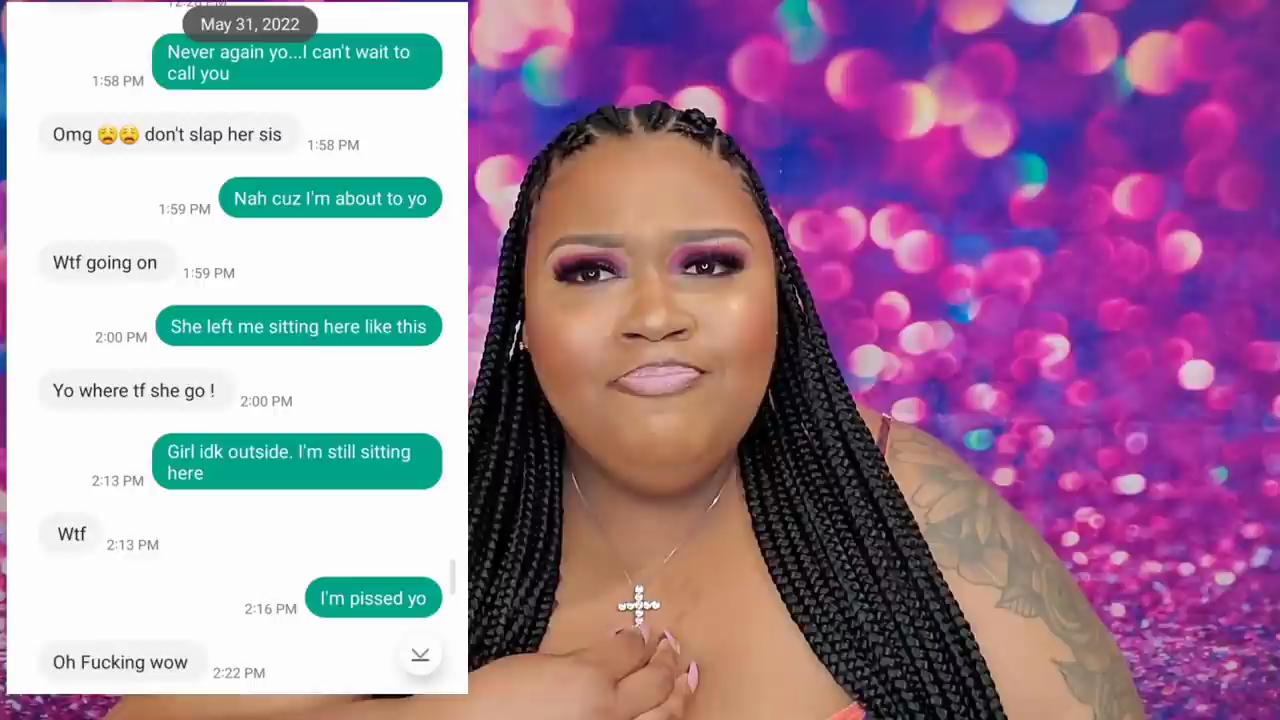 May 31, 2022
Never again yo...I can't wait to
call you
1:58 PM
Omg 😩😩 don't slap her sis
1:58 PM
Nah cuz I'm about to yo
1:59 PM
Wtf going on
1:59 PM
She left me sitting here like this
2:00 PM
Yo where tf she go !
2:00 PM
Girl idk outside. I'm still sitting
here
2:13 PM
Wtf
2:13 PM
I'm pissed yo
2:16 PM
Oh Fucking wow
2:22 PM